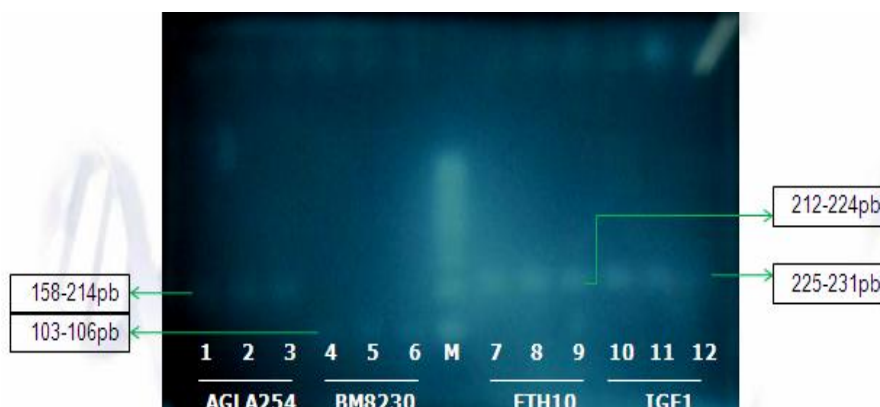 212-224pb
225-231pb
158-214pb
103-106pb
1 2 3 4 5 6 M 7 8 9 10 11 12
AGLA254 BM8230 ETH10 IGF1